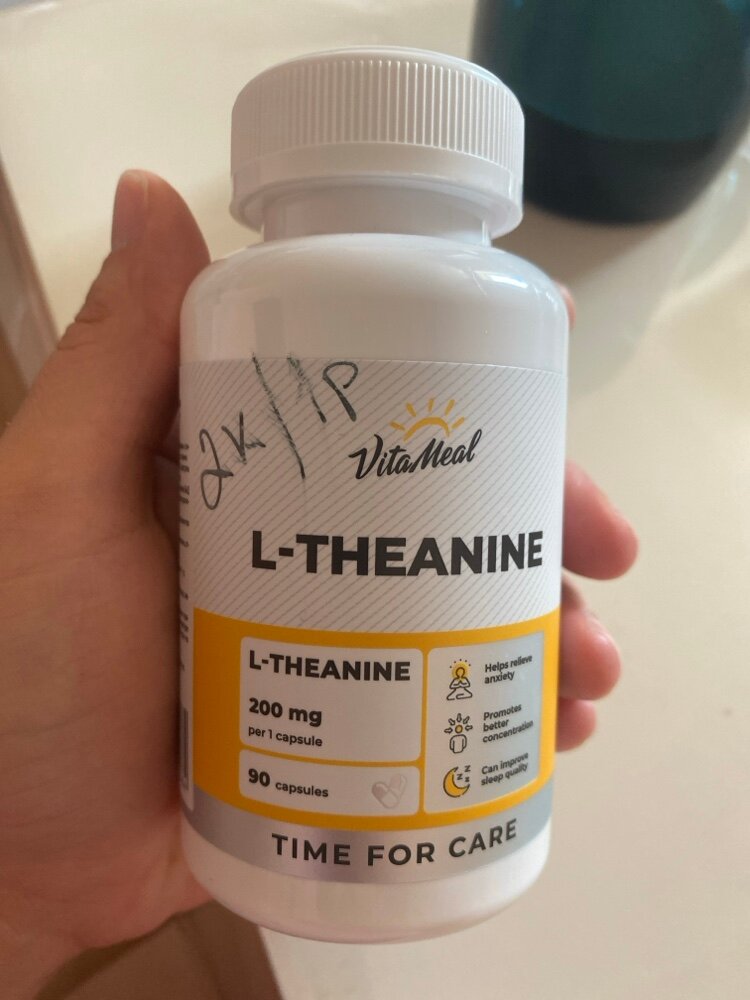 2к/1р
VitaMeal
L-THEANINE
L-THEANINE
200 mg
per 1 capsule
90 capsules
Helps relieve
anxiety
Promotes
better
concentration
Can improve
sleep quality
TIME FOR CARE